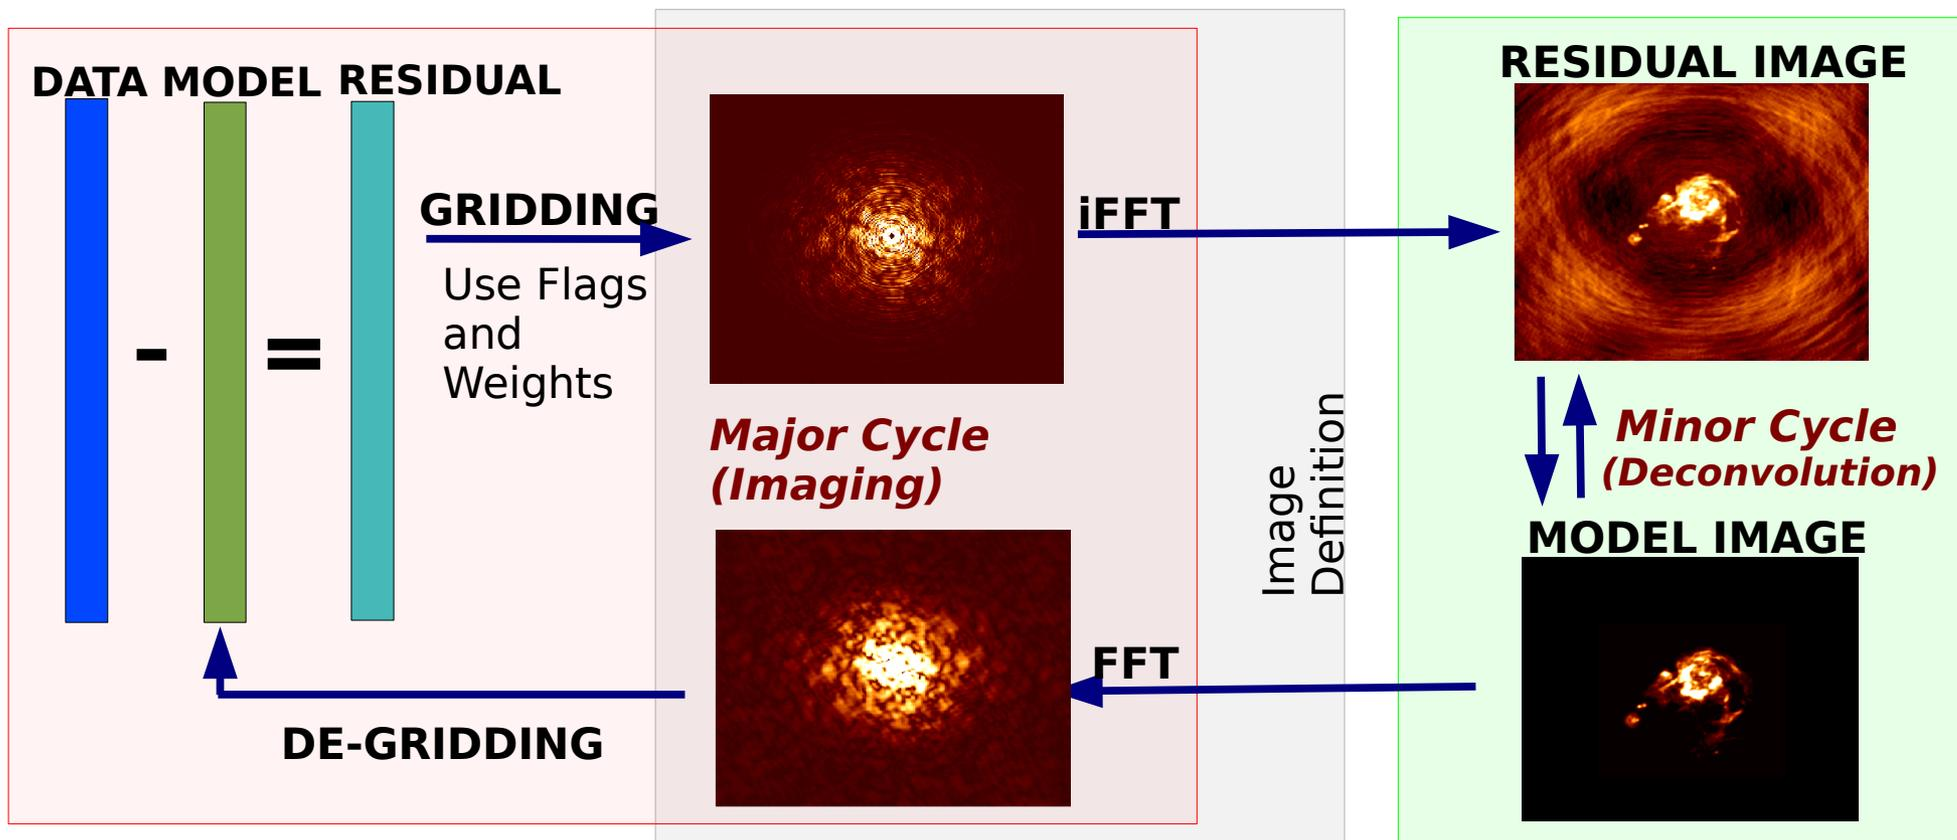 DATA MODEL RESIDUAL
- =
GRIDDING
Use Flags
and
Weights
Major Cycle
(Imaging)
DE-GRIDDING
iFFT
FFT
Image
Definition
RESIDUAL IMAGE
Minor Cycle
(Deconvolution)
MODEL IMAGE